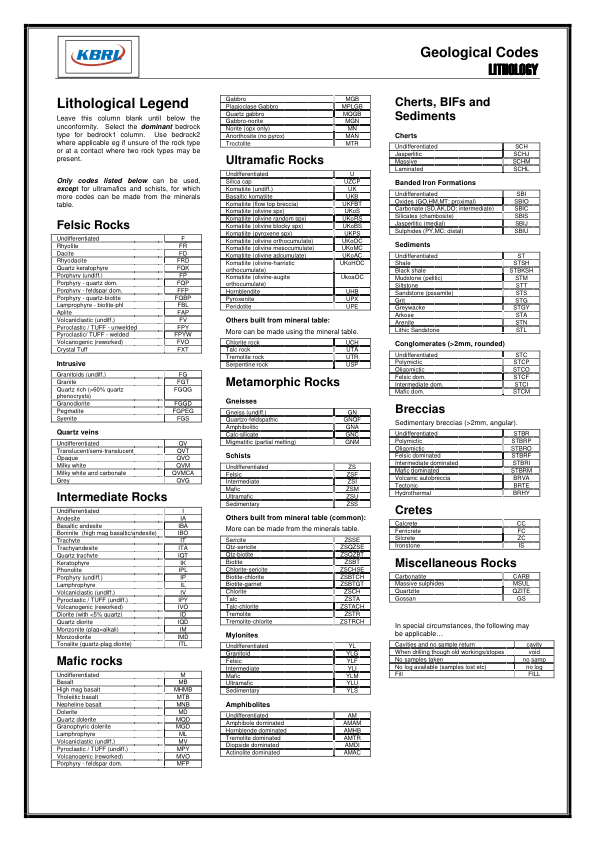 KBRL
Geological Codes
LITHOLOGY
Lithological Legend
Leave this column blank until below the
unconformity. Select the dominant bedrock
type for bedrock1 column. Use bedrock2
where applicable eg if unsure of the rock type
or at a contact where two rock types may be
present.
Only codes listed below can be used,
except for ultramafics and schists, for which
more codes can be made from the minerals
table.
Felsic Rocks
Undifferentiated F
Rhyolite FR
Dacite FD
Rhyodacite FRD
Quartz keratophyre FQK
Porphyry (undiff.) FP
Porphyry - quartz dom. FQP
Porphyry - feldspar dom. FFP
Porphyry - quartz-biotite FQBP
Lamprophyre - biotite-phl FBL
Aplite FAP
Volcaniclastic (undiff) FV
Pyroclastic / TUFF - unwelded FPY
Pyroclastic/ TUFF - welded FPYW
Volcanogenic (reworked) FVO
Crystal Tuff FXT
Intrusive
Granitoids (undiff.) FG
Granite FGT
Quartz rich (>60% quartz FGQG
phenocrysts)
Granodiorite FGGD
Pegmatite FGPEG
Syenite FGS
Quartz veins
Undifferentiated QV
Translucent/semi-translucent QVT
Opaque QVO
Milky white QVM
Milky white and carbonate QVMCA
Grey QVG
Intermediate Rocks
Undifferentiated I
Andesite IA
Basaltic andesite IBA
Boninite (high mag basaltic/andesite) IBO
Trachyte IT
Trachyandesite ITA
Quartz trachyte IQT
Keratophyre IK
Phonolite IPL
Porphyry (undiff) IP
Lamphrophyre IL
Volcaniclastic (undiff) IV
Pyroclastic / TUFF (undiff) IPY
Volcanogenic (reworked) IVO
Diorite (with <5% quartz) ID
Quartz diorite IQD
Monzonite (plag=alkali) IM
Monzodiorite IMD
Tonalite (quartz-plag diorite) ITL
Mafic rocks
Undifferentiated M
Basalt MB
High mag basalt MHMB
Tholeiitic basalt MTB
Nepheline basalt MNB
Dolerite MD
Quartz dolerite MQD
Granophyric dolerite MGD
Lamphrophyre ML
Volcaniclastic (undiff) MV
Pyroclastic / TUFF (undiff.) MPY
Volcanogenic (reworked) MVO
Porphyry - feldspar dom. MFP
Gabbro MGB
Plagioclase Gabbro MPLGB
Quartz gabbro MQGB
Gabbro-norite MGN
Norite (opx only) MN
Anorthosite (no pyrox) MAN
Troctolite MTR
Ultramafic Rocks
Undifferentiated U
Silica cap UZCP
Komatiite (undiff.) UK
Basaltic komatiite UKB
Komatiite (flow top breccia) UKFBT
Komatiite (olivine spx) UKoS
Komatiite (olivine random spx) UKoRS
Komatiite (olivine blocky spx) UKoBS
Komatiite (pyroxene spx) UKPS
Komatiite (olivine orthocumulate) UKoOC
Komatiite (olivine mesocumulate) UKoMC
Komatiite (olivine adcumulate) UKoAC
Komatiite (olivine-harristic UKoHOC
orthocumulate)
Komatiite (olivine-augite UKoaOC
orthocumulate)
Hornblendite UHB
Pyroxenite UPX
Peridotite UPE
Others built from mineral table:
More can be made using the mineral table.
Chlorite rock UCH
Talc rock UTA
Tremolite rock UTR
Serpentine rock USP
Metamorphic Rocks
Gneisses
Gneiss (undiff.) GN
Quartzo-feldspathic GNQF
Amphibolitic GNA
Calc-silicate GNC
Migmatitic (partial melting) GNM
Schists
Undifferentiated ZS
Felsic ZSF
Intermediate ZSI
Mafic ZSM
Ultramafic ZSU
Sedimentary ZSS
Others built from mineral table (common):
More can be made from the minerals table.
Sericite ZSSE
Qtz-sericite ZSQZSE
Qtz-biotite ZSQZBT
Biotite ZSBT
Chlorite-sericite ZSCHSE
Biotite-chlorite ZSBTCH
Biotite-garnet ZSBTGT
Chlorite ZSCH
Talc ZSTA
Talc-chlorite ZSTACH
Tremolite ZSTR
Tremolite-chlorite ZSTRCH
Mylonites
Undifferentiated YL
Granitoid YLG
Felsic YLF
Intermediate YLI
Mafic YLM
Ultramafic YLU
Sedimentary YLS
Amphibolites
Undifferentiated AM
Amphibole dominated AMAM
Hornblende dominated AMHB
Tremolite dominated AMTR
Diopside dominated AMDI
Actinolite dominated AMAC
Cherts, BIFs and
Sediments
Cherts
Undifferentiated SCH
Jasperlitic SCHJ
Massive SCHM
Laminated SCHL
Banded Iron Formations
Undifferentiated SBI
Oxides (GO,HM,MT; proximal) SBIO
Carbonate (SD,AK,DO; intermediate) SBIC
Silicates (chamosite) SBIS
Jasperlitic (medial) SBIJ
Sulphides (PY,MC; distal) SBIU
Sediments
Undifferentiated ST
Shale STSH
Black shale STBKSH
Mudstone (pelitic) STM
Siltstone STT
Sandstone (psamite) STS
Grit STG
Greywacke STGY
Arkose STA
Arenite STN
Lithic Sandstone STL
Conglomerates (>2mm, rounded)
Undifferentiated STC
Polymictic STCP
Oligomictic STCO
Felsic dom. STCF
Intermediate dom. STCI
Mafic dom. STCM
Breccias
Sedimentary breccias (>2mm, angular).
Undifferentiated STBR
Polymictic STBRP
Oligomictic STBRO
Felsic dominated STBRF
Intermediate dominated STBRI
Mafic dominated STBRM
Volcanic autobreccia BRVA
Tectonic BRTE
Hydrothermal BRHY
Cretes
Calcrete CC
Ferricrete FC
Silcrete ZC
Ironstone IS
Miscellaneous Rocks
Carbonatite CARB
Massive sulphides MSUL
Quartzite QZITE
Gossan GS
In special circumstances, the following may
be applicable…
Cavities and no sample return cavity
When drilling though old workings/stopes void
No samples taken no samp
No log available (samples lost etc) no log
Fill FILL